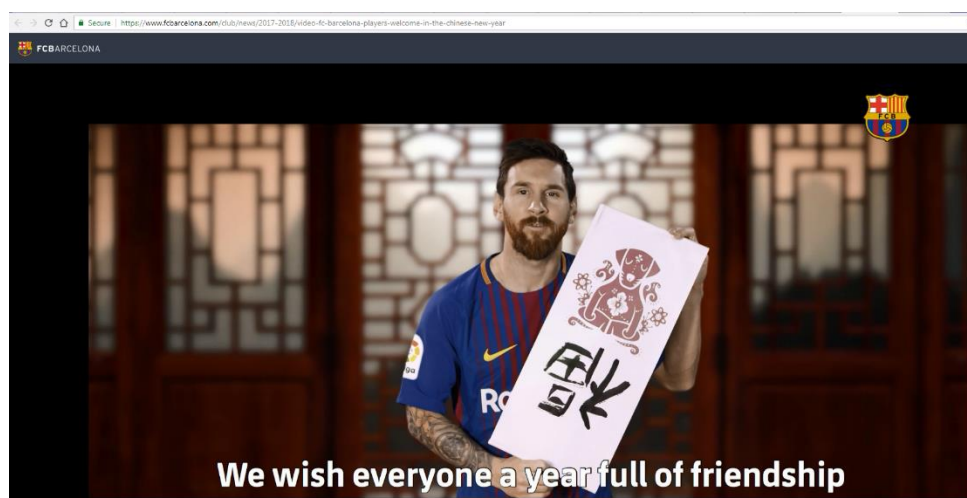 Secure | https://www.fcbarcelona.com/club/news/2017-2018/video-fc-barcelona-players-welcome-in-the-chinese-new-year
FCBARCELONA
FCB
福
We wish everyone a year full of friendship